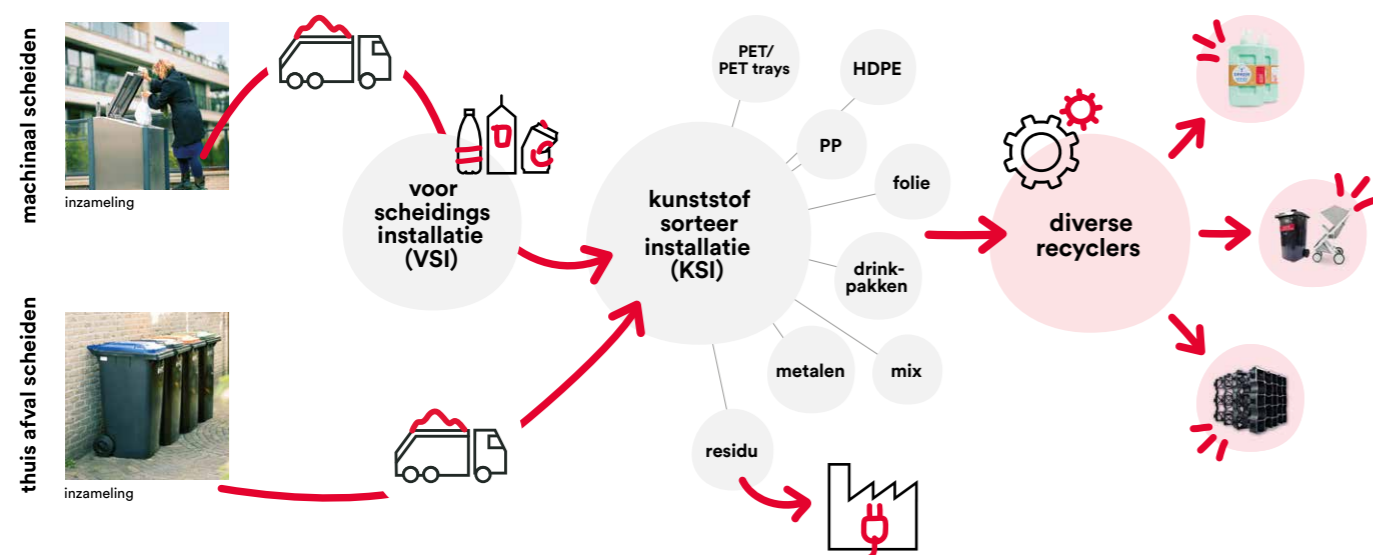 machinaal scheiden
inzameling
voor
scheidings
installatie
(VSI)
thuis afval scheiden
inzameling
kunststof
sorteer
installatie
(KSI)
PET/
PET trays
HDPE
PP
folie
drink-
pakken
mix
metalen
residu
diverse
recyclers